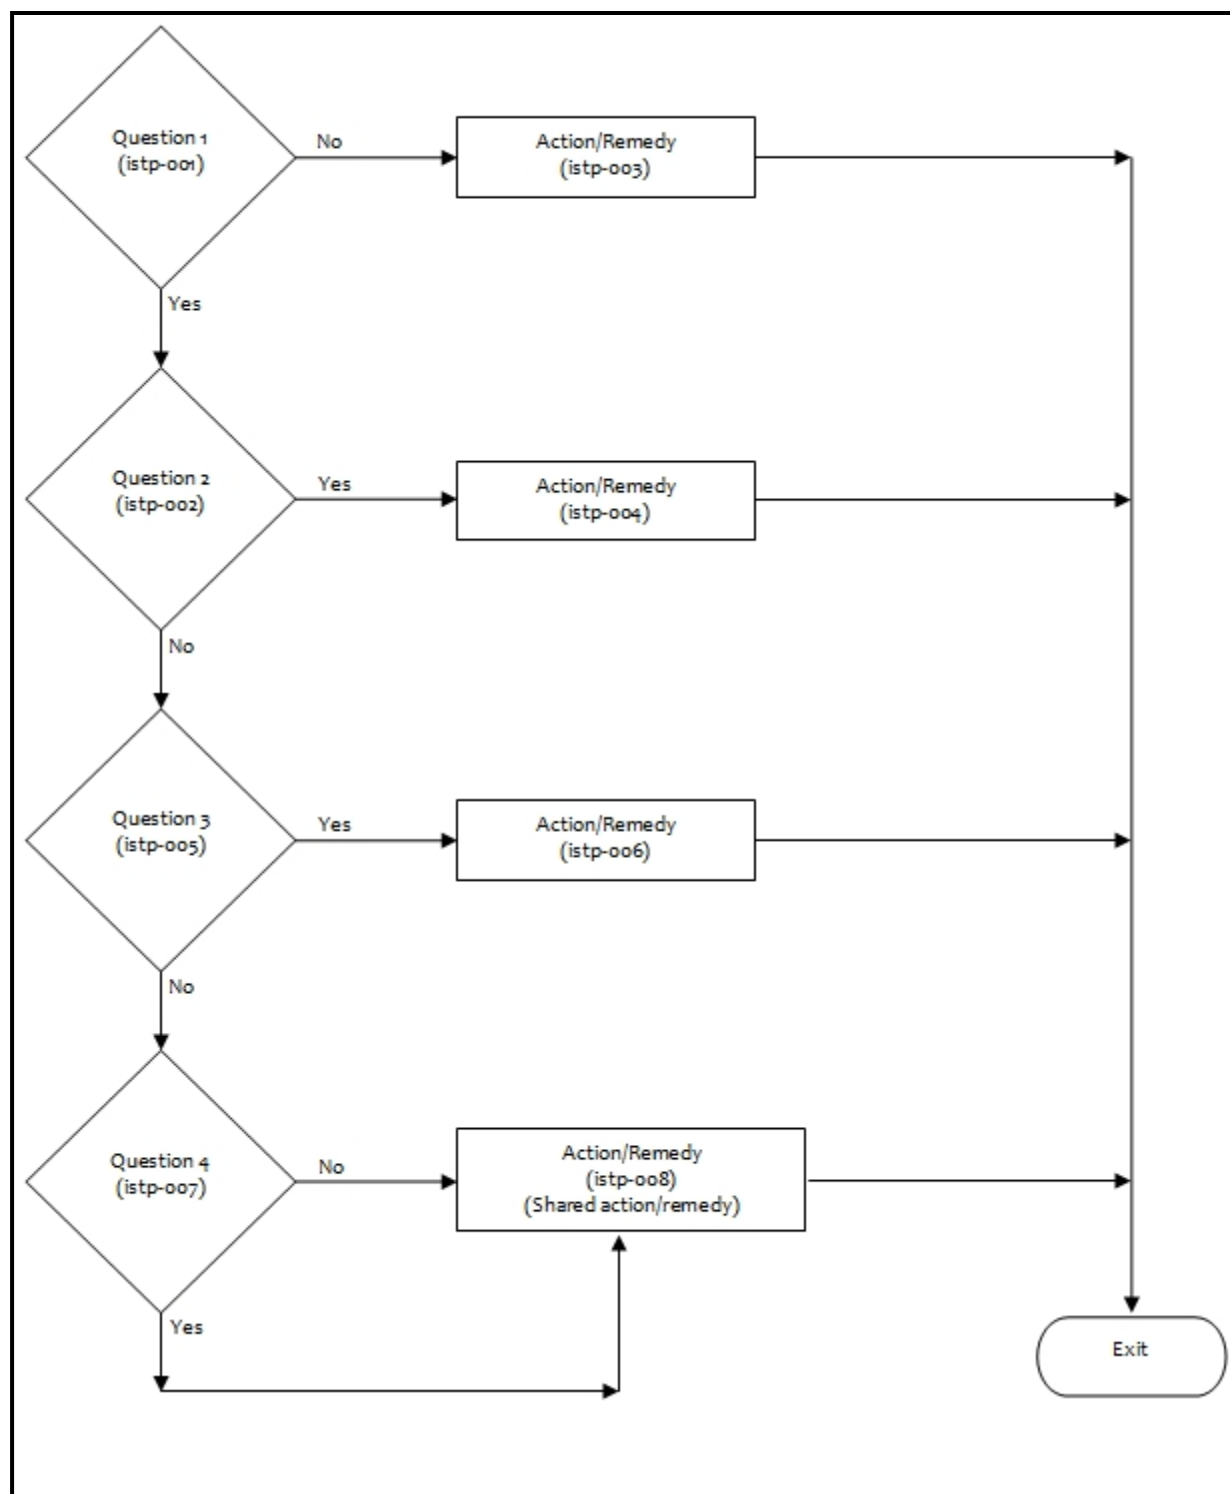 Question 1
(istp-001)
No
Action/Remedy
(istp-003)
Yes
Question 2
(istp-002)
Yes
Action/Remedy
(istp-004)
No
Question 3
(istp-005)
Yes
Action/Remedy
(istp-006)
No
Question 4
(istp-007)
No
Action/Remedy
(istp-008)
(Shared action/remedy)
Yes
Exit